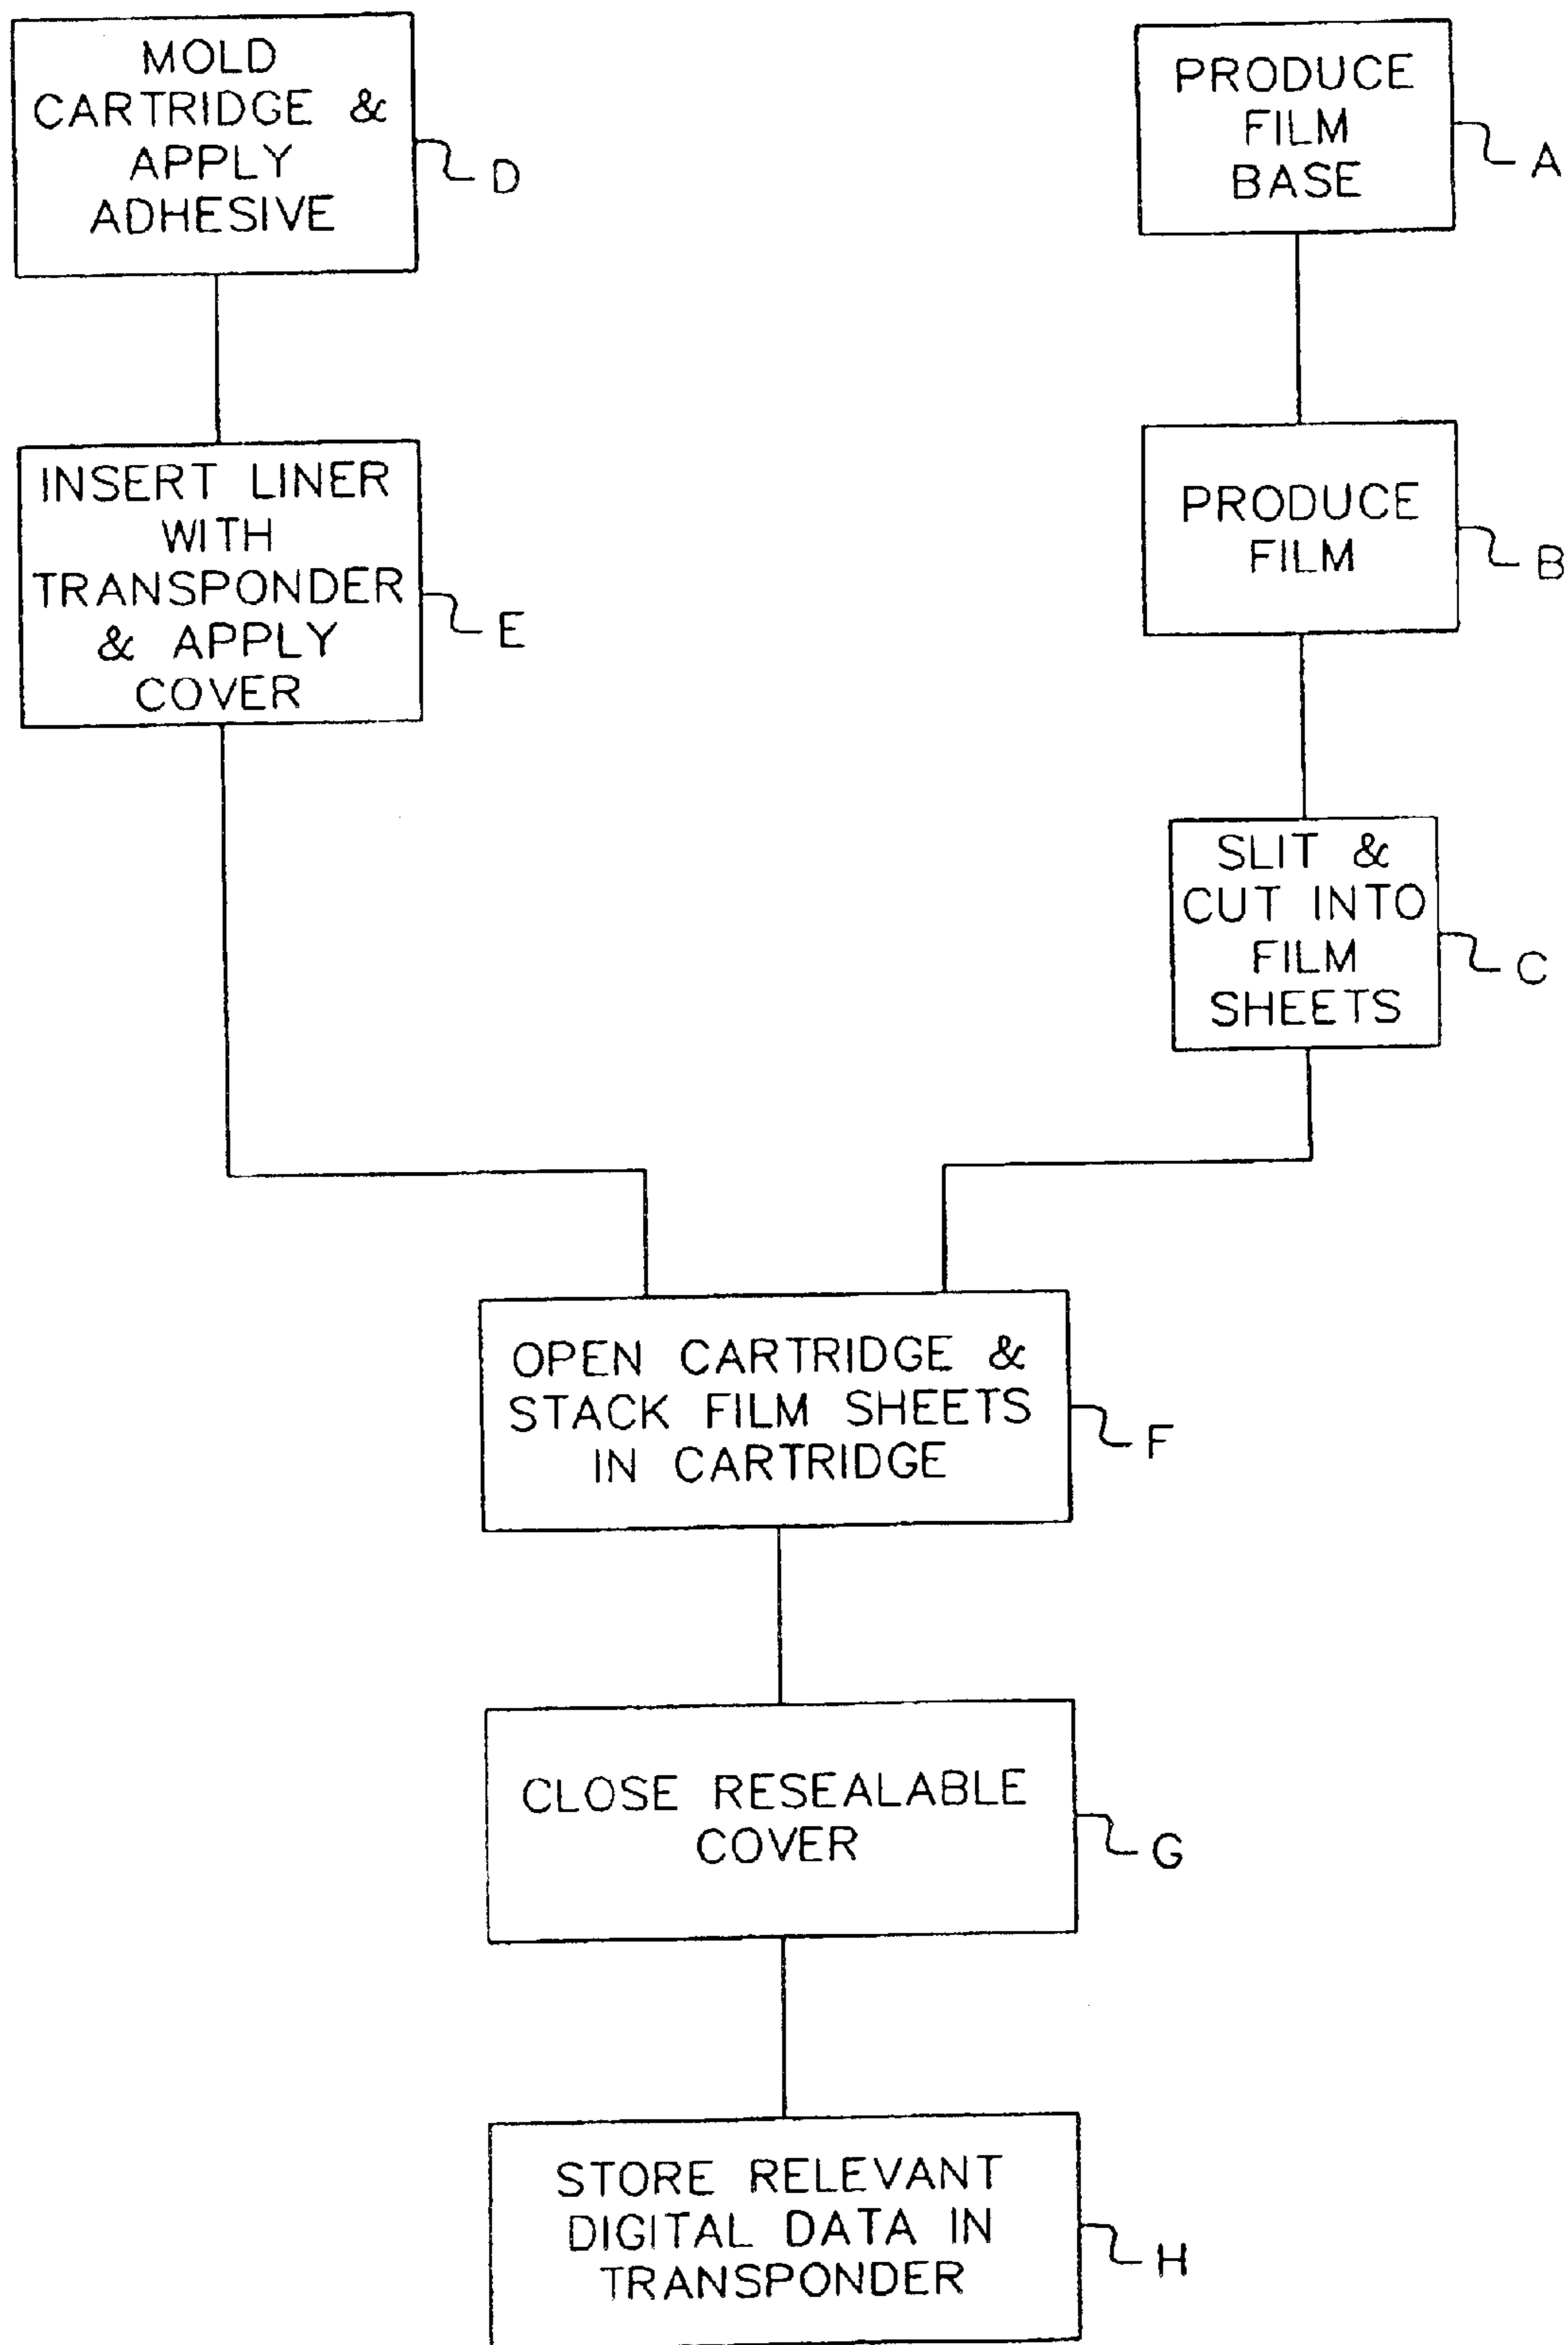 MOLD
CARTRIDGE &
APPLY
ADHESIVE
D
PRODUCE
FILM
BASE
A
INSERT LINER
WITH
TRANSPONDER
& APPLY
COVER
E
PRODUCE
FILM
B
SLIT &
CUT INTO
FILM
SHEETS
C
OPEN CARTRIDGE &
STACK FILM SHEETS
IN CARTRIDGE
F
CLOSE RESEALABLE
COVER
G
STORE RELEVANT
DIGITAL DATA IN
TRANSPONDER
H